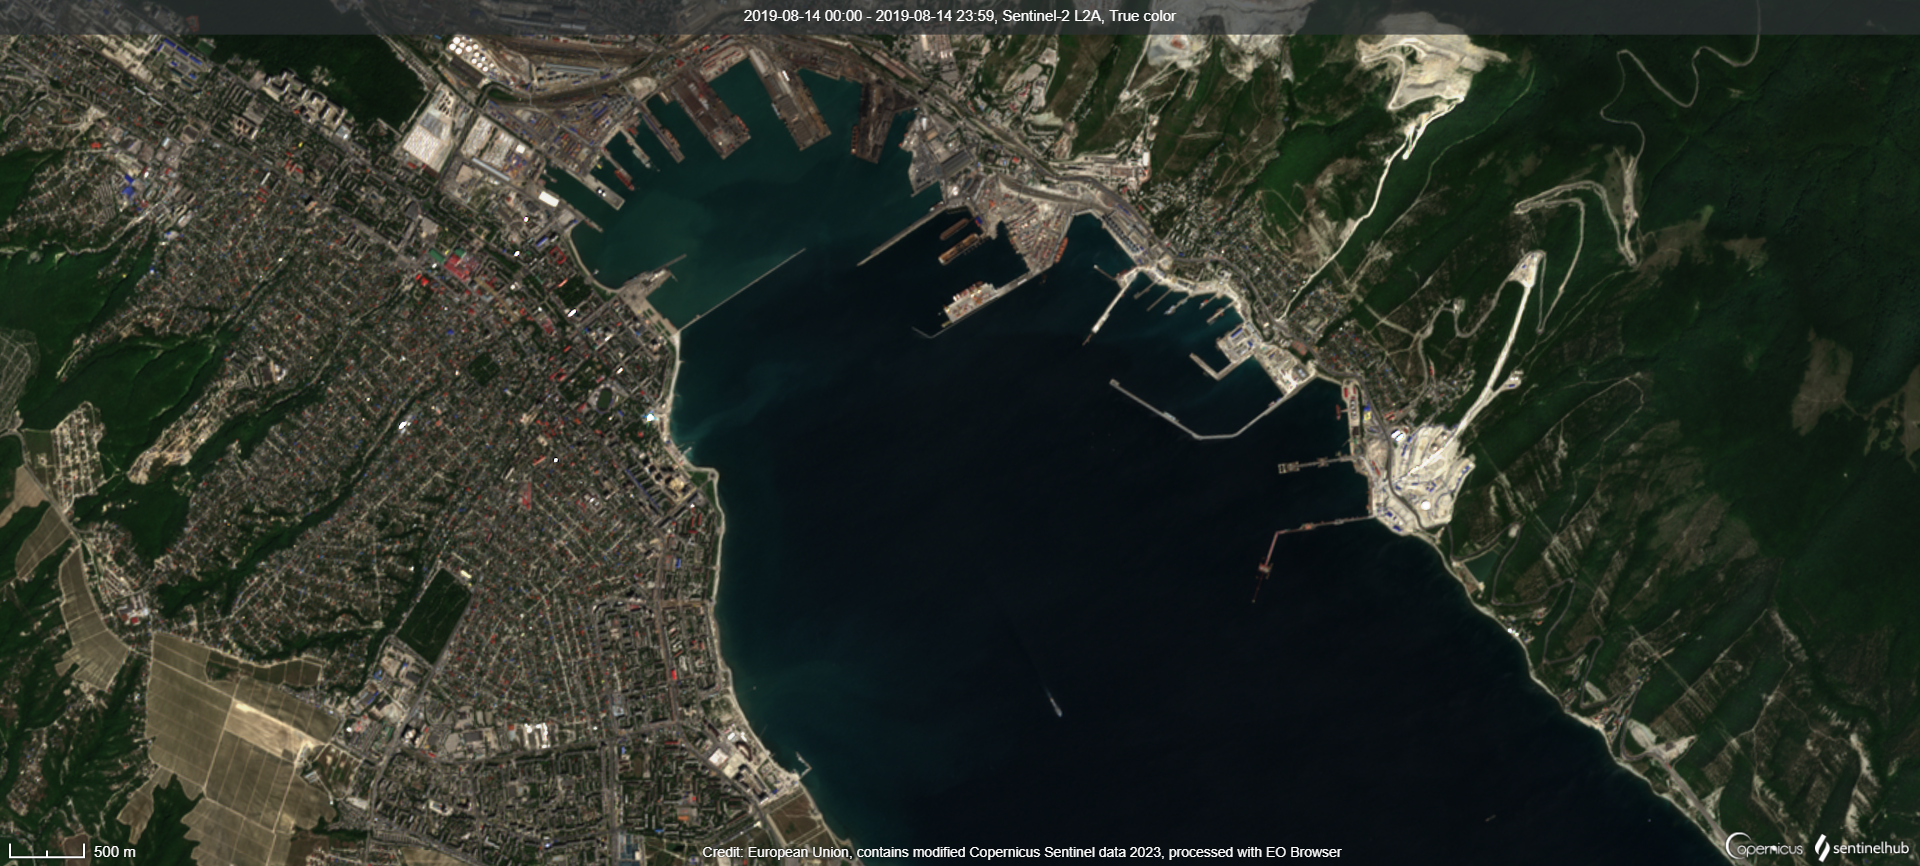 2019-08-14 00:00 - 2019-08-14 23:59, Sentinel-2 L2A, True color
500 m
Credit: European Union, contains modified Copernicus Sentinel data 2023, processed with EO Browser
Copernicus
sentinelhub